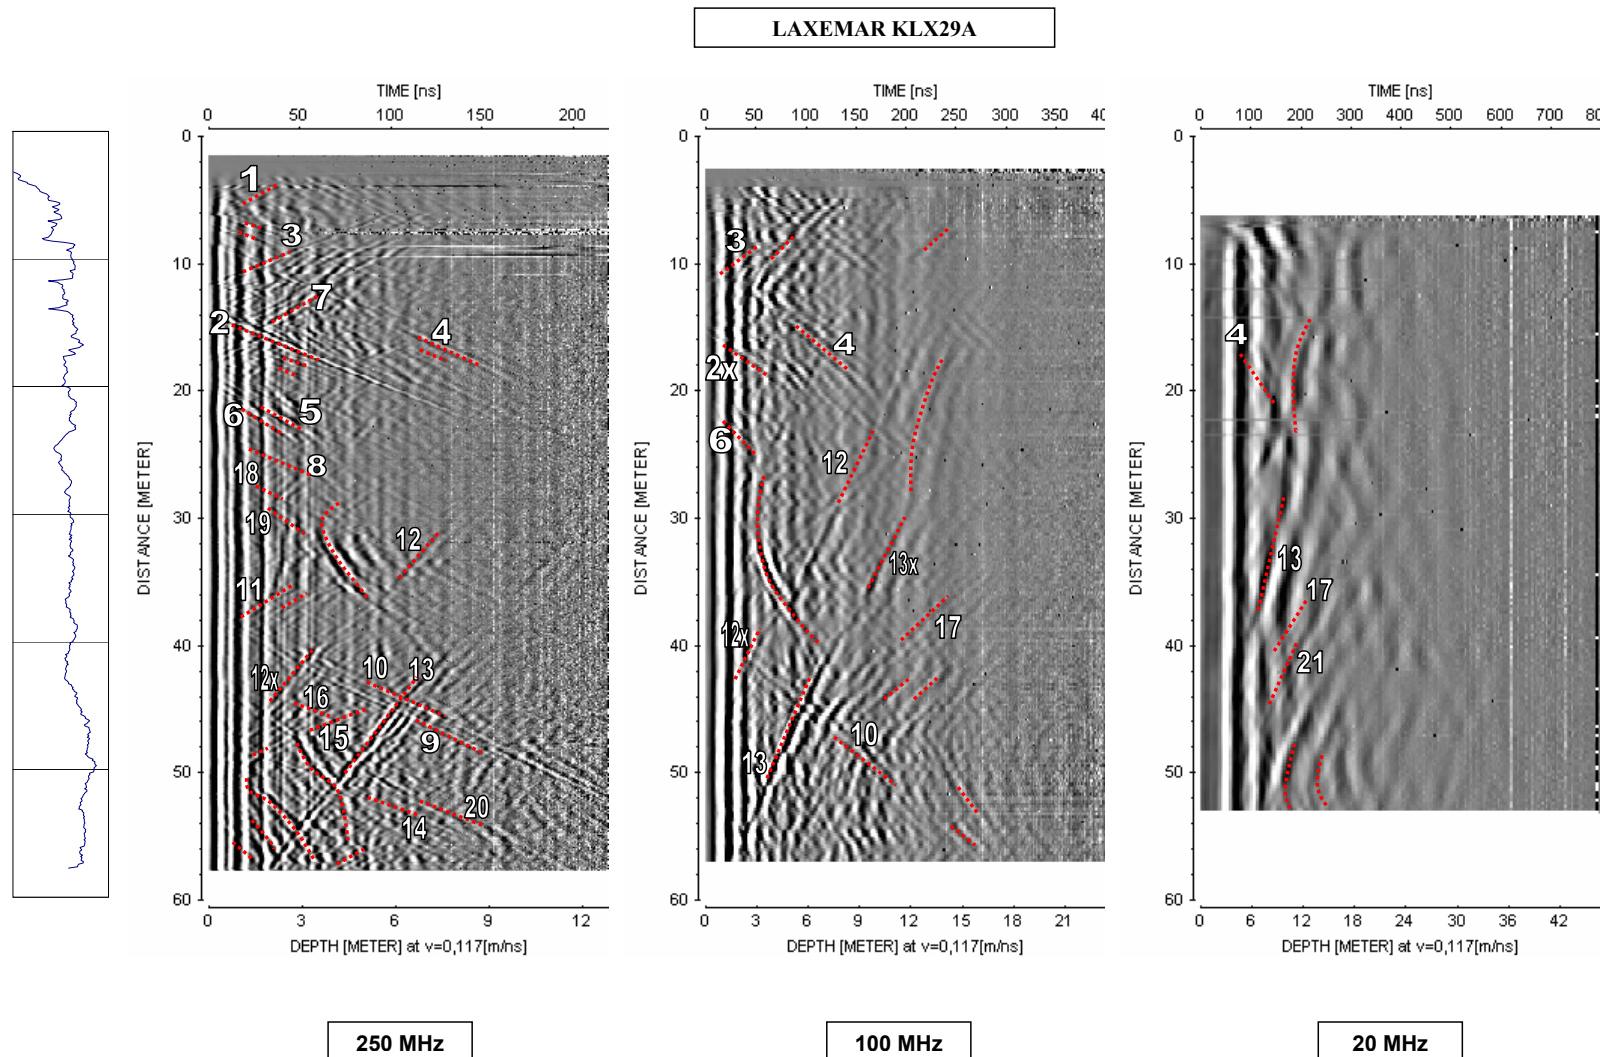 LAXEMAR KLX29A
TIME [ns]
0 50 100 150 200
TIME [ns]
0 50 100 150 200 250 300 350 40
TIME [ns]
0 100 200 300 400 500 600 700 80
DISTANCE [METER]
0
10
20
30
40
50
60
1
3
7
2
4
5
6
8
18
19
12
11
12x
10
13
16
15
9
20
14
0 3 6 9 12
DEPTH [METER] at v=0,117[m/ns]
DISTANCE [METER]
0
10
20
30
40
50
60
3
4
2x
6
12
13x
12x
17
10
13
0 3 6 9 12 15 18 21
DEPTH [METER] at v=0,117[m/ns]
DISTANCE [METER]
0
10
20
30
40
50
60
4
13
17
21
0 6 12 18 24 30 36 42
DEPTH [METER] at v=0,117[m/ns]
250 MHz
100 MHz
20 MHz